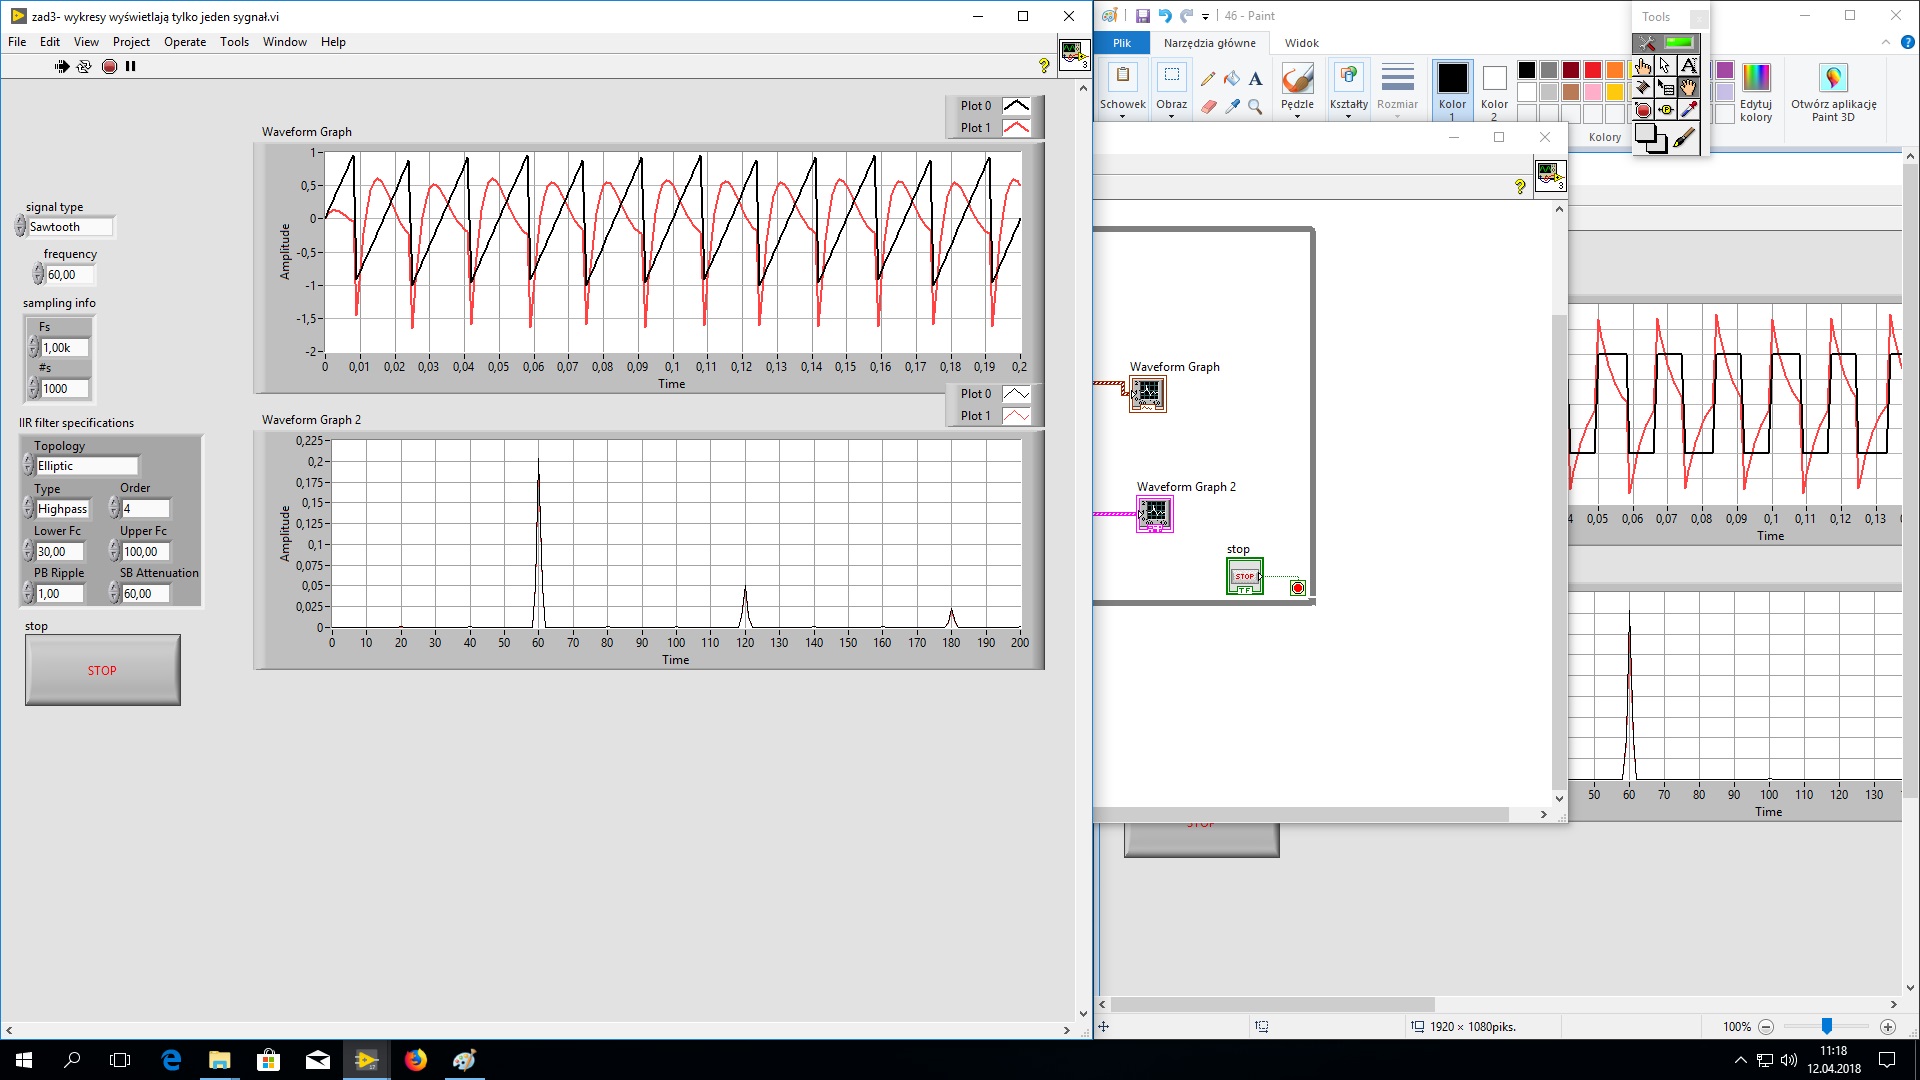 zad3- wykresy wyświetlają tylko jeden sygnał.vi
File Edit View Project Operate Tools Window Help
3
Plot 0
Plot 1
Waveform Graph
1
0,5
0
-0,5
-1
-1,5
-2
Amplitude
0 0,01 0,02 0,03 0,04 0,05 0,06 0,07 0,08 0,09 0,1 0,11 0,12 0,13 0,14 0,15 0,16 0,17 0,18 0,19 0,2
Time
signal type
Sawtooth
frequency
60,00
sampling info
Fs
1,00k
#s
1000
IIR filter specifications
Topology
Elliptic
Type Order
Highpass 4
Lower Fc Upper Fc
30,00 100,00
PB Ripple SB Attenuation
1,00 60,00
stop
STOP
Plot 0
Plot 1
Waveform Graph 2
0,225
0,2
0,175
0,15
0,125
0,1
0,075
0,05
0,025
0
Amplitude
0 10 20 30 40 50 60 70 80 90 100 110 120 130 140 150 160 170 180 190 200
Time
46 - Paint
Plik Narzędzia główne Widok
Schowek
Obraz
Pędzle
Kształty
Rozmiar
Kolor
1
Kolor
2
Edytuj
kolory
Otwórz aplikację
Paint 3D
Kolory
Tools
3
Waveform Graph
Waveform Graph 2
stop
STOP
TF
4 0,05 0,06 0,07 0,08 0,09 0,1 0,11 0,12 0,13
Time
50 60 70 80 90 100 110 120 130
Time
STOP
1920 × 1080piks.
100%
11:18
12.04.2018